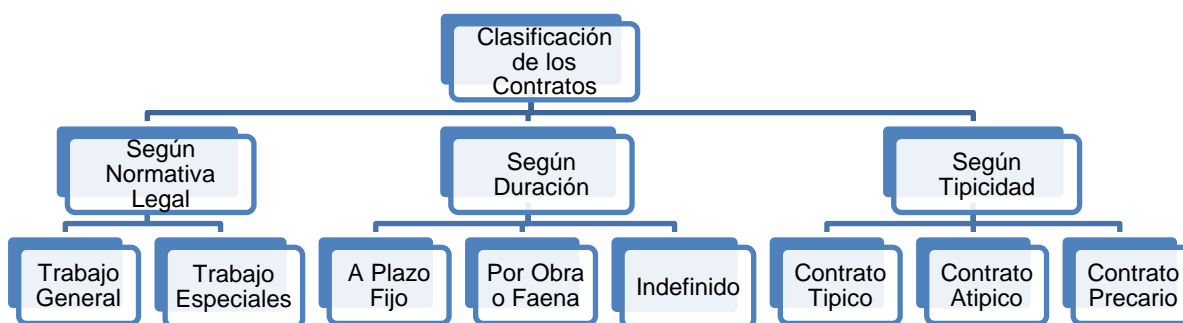 Clasificación
de los
Contratos
Según
Normativa
Legal
Según
Duración
Según
Tipicidad
Trabajo
General
Trabajo
Especiales
A Plazo
Fijo
Por Obra
o Faena
Indefinido
Contrato
Tipico
Contrato
Atipico
Contrato
Precario